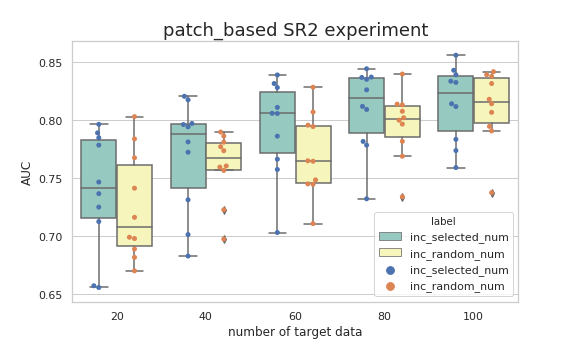 patch_based SR2 experiment
0.85
0.80
0.75
0.70
0.65
AUC
20
40
60
80
100
number of target data
label
inc_selected_num
inc_random_num
inc_selected_num
inc_random_num